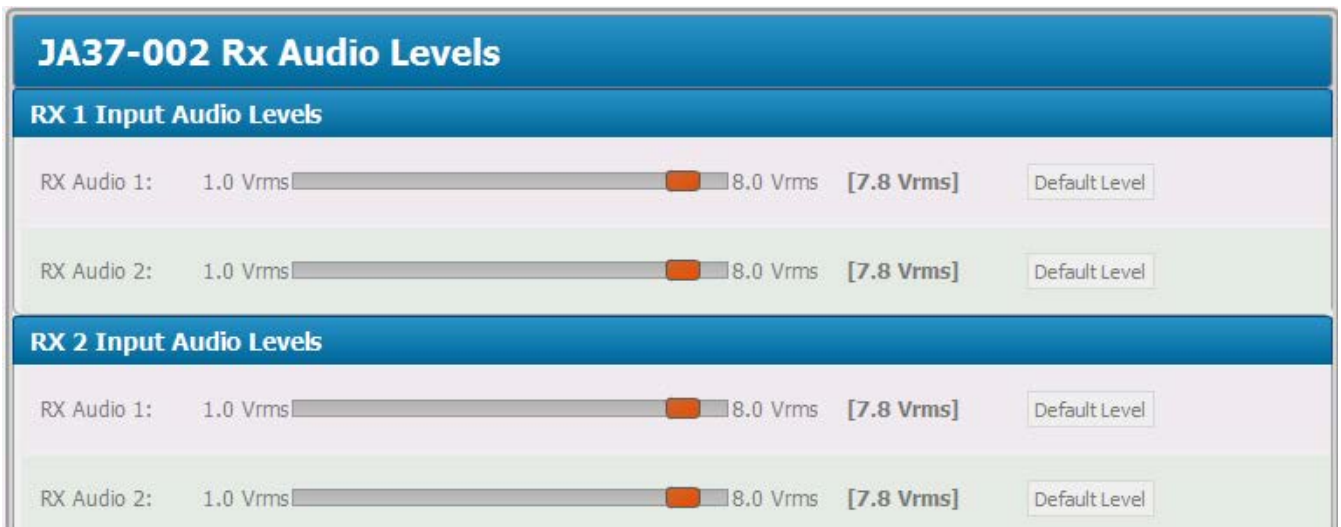 JA37-002 Rx Audio Levels
RX 1 Input Audio Levels
RX Audio 1: 1.0 Vrms 8.0 Vrms [7.8 Vrms] Default Level
RX Audio 2: 1.0 Vrms 8.0 Vrms [7.8 Vrms] Default Level
RX 2 Input Audio Levels
RX Audio 1: 1.0 Vrms 8.0 Vrms [7.8 Vrms] Default Level
RX Audio 2: 1.0 Vrms 8.0 Vrms [7.8 Vrms] Default Level